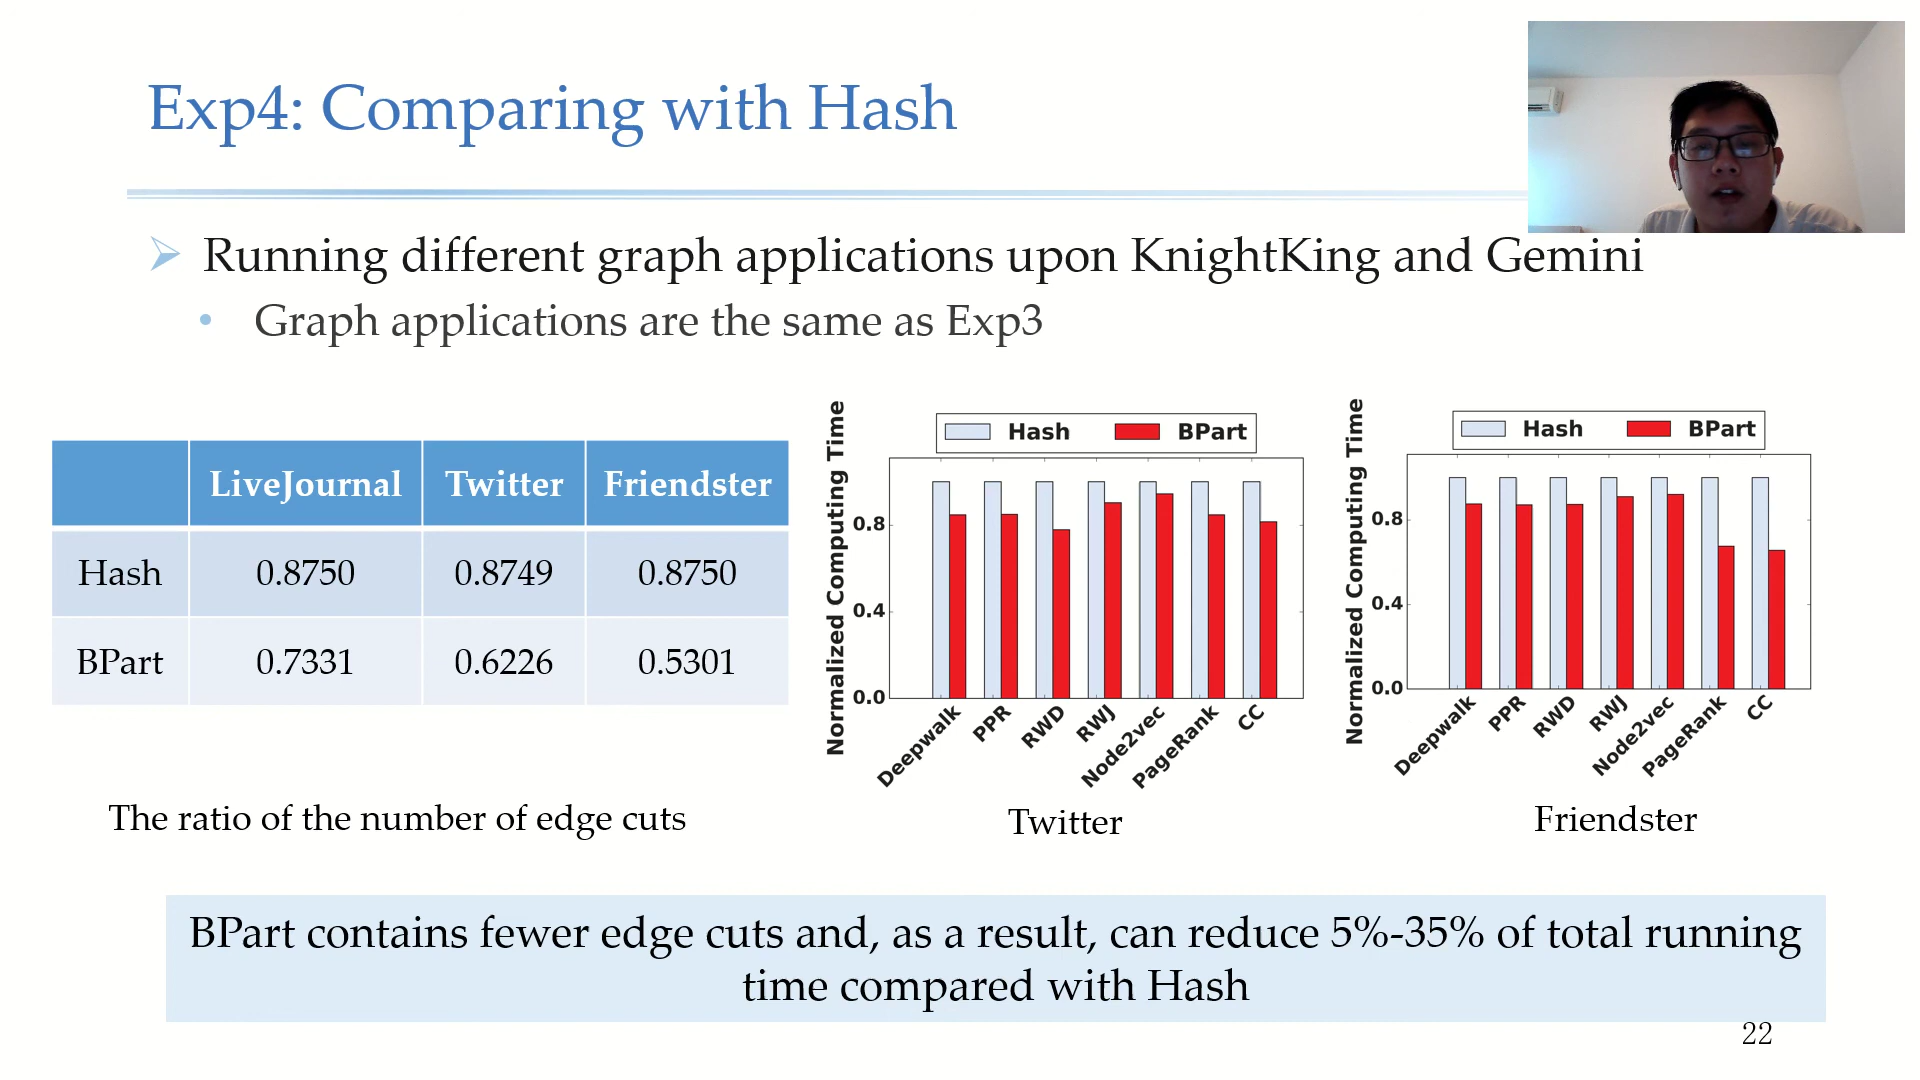 Exp4: Comparing with Hash
Running different graph applications upon KnightKing and Gemini
Graph applications are the same as Exp3
LiveJournal Twitter Friendster
Hash 0.8750 0.8749 0.8750
BPart 0.7331 0.6226 0.5301
The ratio of the number of edge cuts
Hash BPart
Normalized Computing Time
0.8
0.4
0.0
Deepwalk PPR RWD RWJ Node2vec PageRank CC
Twitter
Hash BPart
Normalized Computing Time
0.8
0.4
0.0
Deepwalk PPR RWD RWJ Node2vec PageRank CC
Friendster
BPart contains fewer edge cuts and, as a result, can reduce 5%-35% of total running
time compared with Hash
22